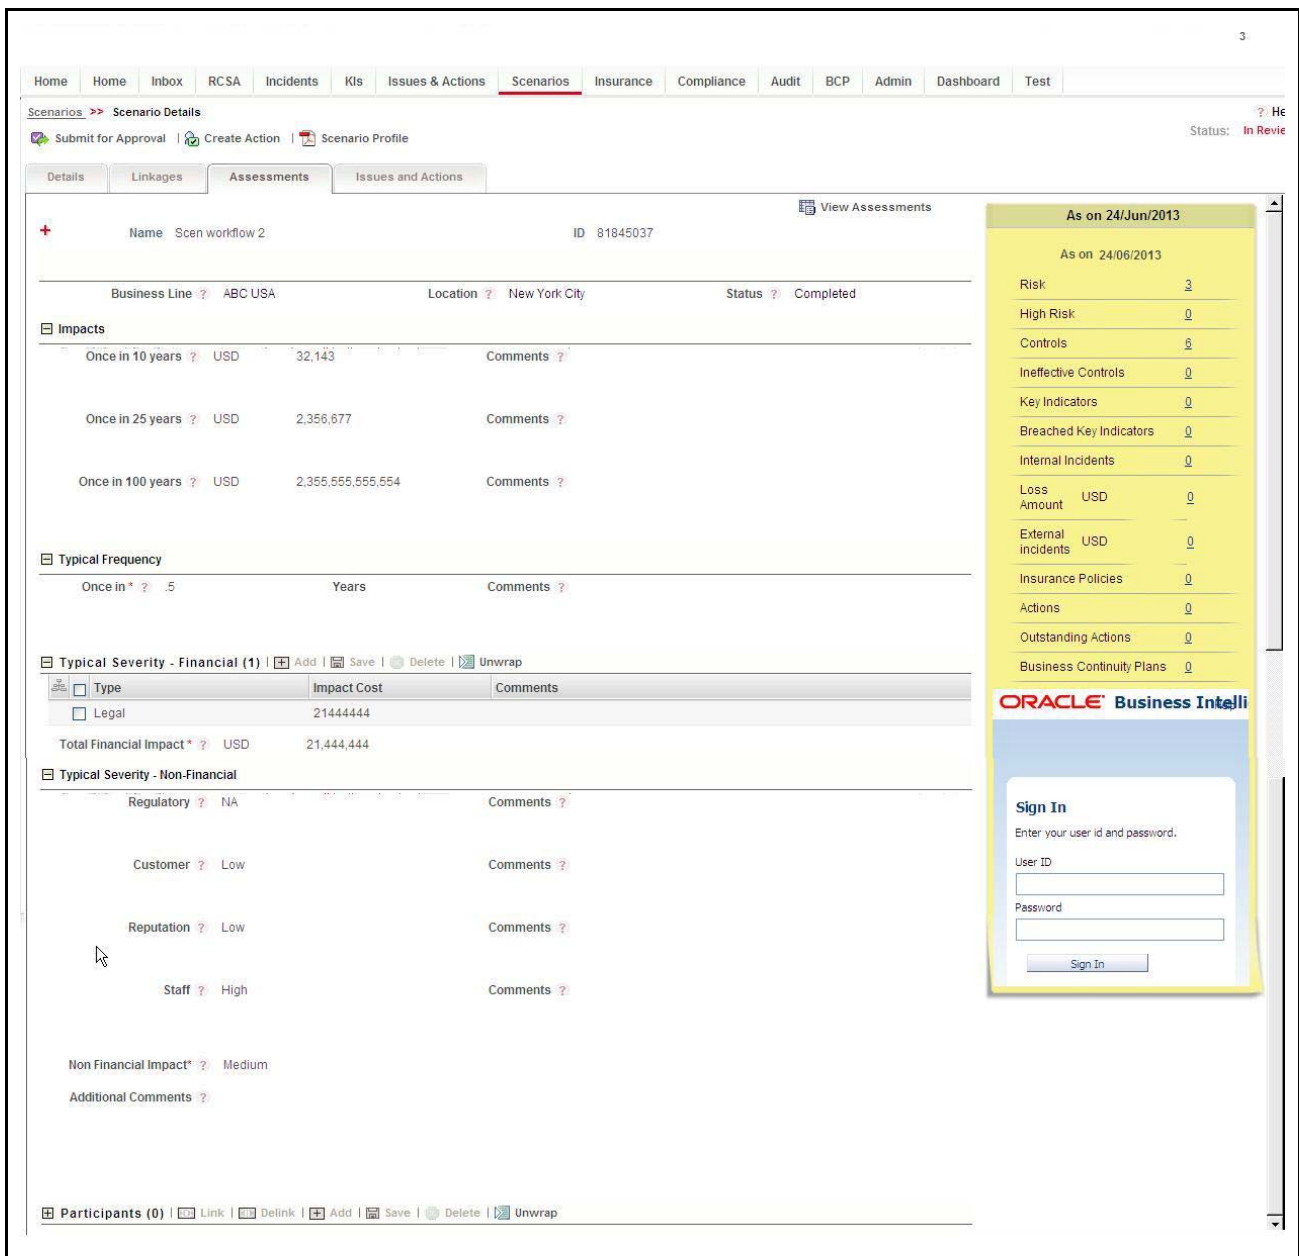 3
Home Home Inbox RCSA Incidents KIs Issues & Actions Scenarios Insurance Compliance Audit BCP Admin Dashboard Test
Scenarios >> Scenario Details ? He
Submit for Approval | Create Action | Scenario Profile Status: In Revie
Details Linkages Assessments Issues and Actions
View Assessments
+ Name Scen workflow 2 ID 81845037
Business Line ? ABC USA Location ? New York City Status ? Completed
Impacts
Once in 10 years ? USD 32,143 Comments ?
Once in 25 years ? USD 2,356,677 Comments ?
Once in 100 years ? USD 2,355,555,555,554 Comments ?
Typical Frequency
Once in * ? .5 Years Comments ?
Typical Severity - Financial (1) | Add | Save | Delete | Unwrap
Type Impact Cost Comments
Legal 21444444
Total Financial Impact * ? USD 21,444,444
Typical Severity - Non-Financial
Regulatory ? NA Comments ?
Customer ? Low Comments ?
Reputation ? Low Comments ?
Staff ? High Comments ?
Non Financial Impact* ? Medium
Additional Comments ?
Participants (0) | Link | Delink | Add | Save | Delete | Unwrap
As on 24/Jun/2013
As on 24/06/2013
Risk 3
High Risk 0
Controls 6
Ineffective Controls 0
Key Indicators 0
Breached Key Indicators 0
Internal Incidents 0
Loss Amount USD 0
External incidents USD 0
Insurance Policies 0
Actions 0
Outstanding Actions 0
Business Continuity Plans 0
ORACLE Business Intelli
Sign In
Enter your user id and password.
User ID
Password
Sign In